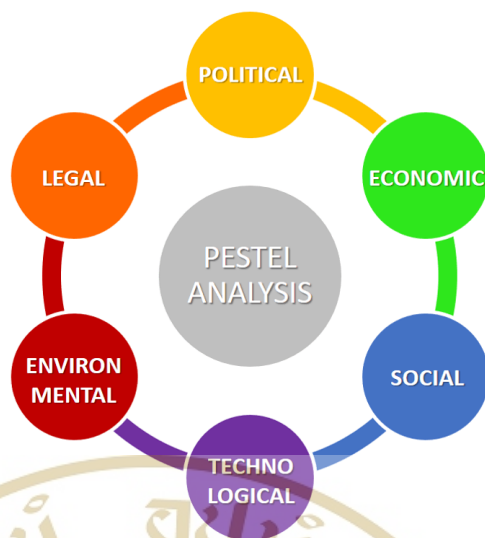 POLITICAL
ECONOMIC
SOCIAL
TECHNO
LOGICAL
ENVIRON
MENTAL
LEGAL
PESTEL
ANALYSIS